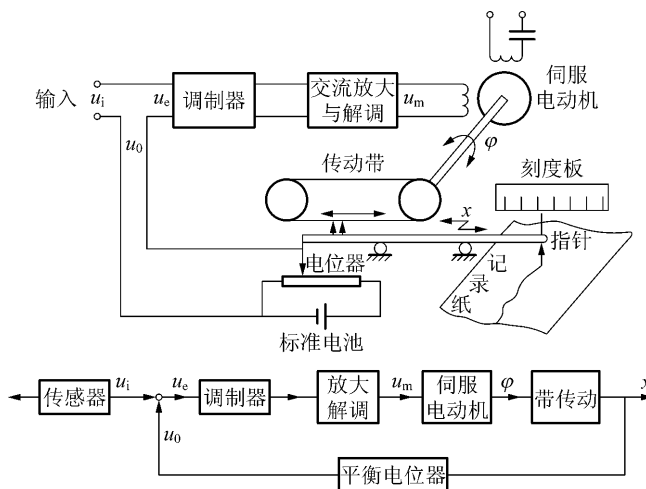 输入
u_i
u_e
调制器
交流放大
与解调
u_m
伺服
电动机
u_0
传动带
φ
刻度板
x
指针
电位器
记
录
纸
标准电池
传感器
u_i
u_e
调制器
放大
解调
u_m
伺服
电动机
φ
带传动
x
u_0
平衡电位器